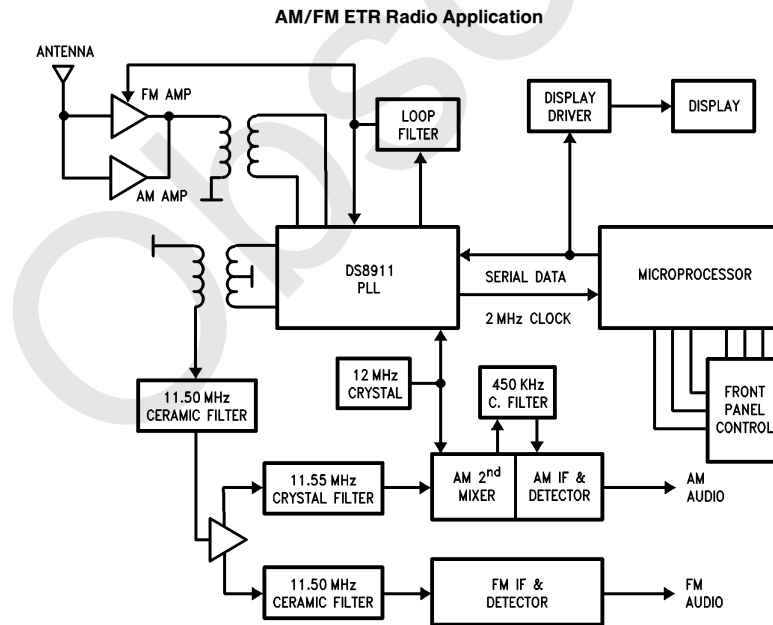 AM/FM ETR Radio Application
ANTENNA
FM AMP
AM AMP
LOOP
FILTER
DISPLAY
DRIVER
DISPLAY
DS8911
PLL
SERIAL DATA
2 MHz CLOCK
MICROPROCESSOR
12 MHz
CRYSTAL
450 KHz
C. FILTER
FRONT
PANEL
CONTROL
11.50 MHz
CERAMIC FILTER
11.55 MHz
CRYSTAL FILTER
AM 2nd
MIXER
AM IF &
DETECTOR
AM
AUDIO
11.50 MHz
CERAMIC FILTER
FM IF &
DETECTOR
FM
AUDIO